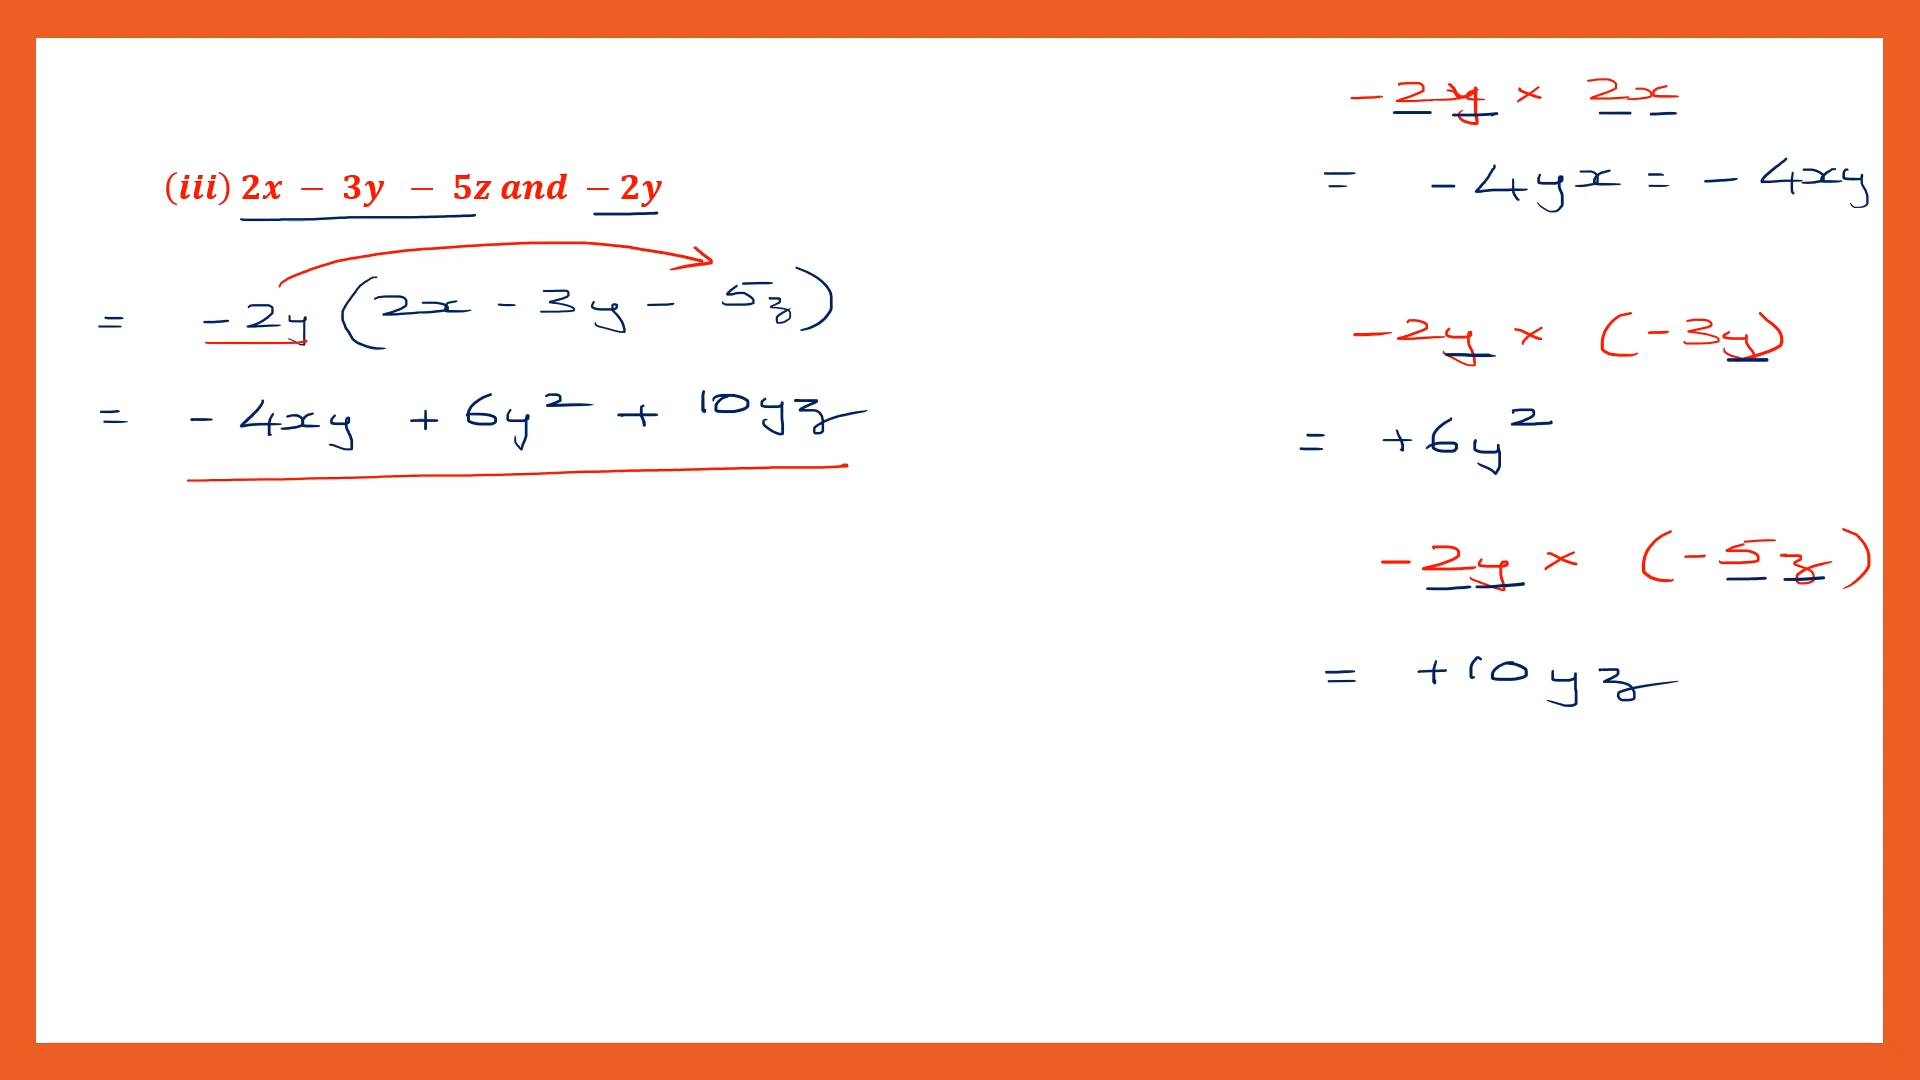 (iii) 2x - 3y - 5z and - 2y
= -2y (2x - 3y - 5z)
= - 4xy + 6y² + 10yz
-2y × 2x
= - 4yx = - 4xy
-2y × (-3y)
= +6y²
-2y × (-5z)
= +10yz